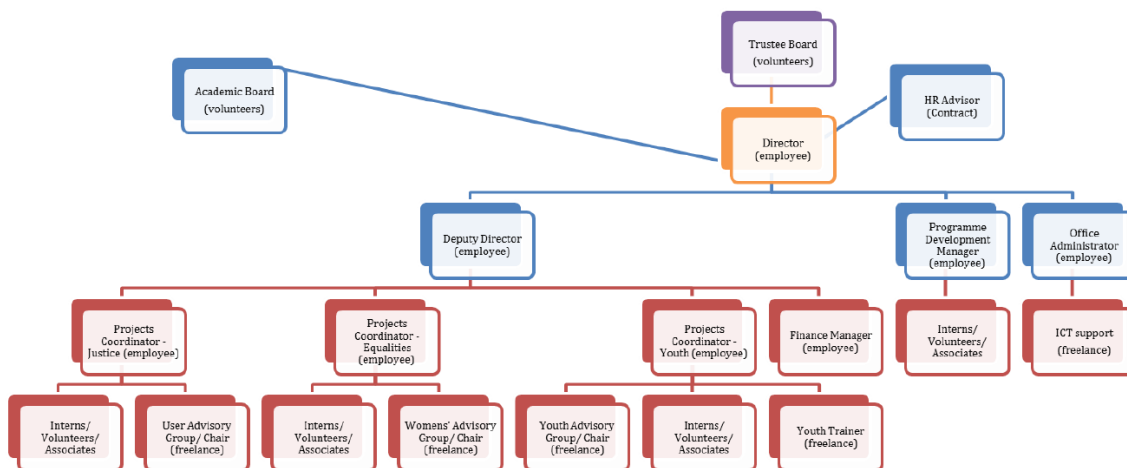 Trustee Board
(volunteers)
Academic Board
(volunteers)
HR Advisor
(Contract)
Director
(employee)
Deputy Director
(employee)
Programme
Development
Manager
(employee)
Office
Administrator
(employee)
Projects
Coordinator -
Justice (employee)
Projects
Coordinator -
Equalities
(employee)
Projects
Coordinator -
Youth (employee)
Finance Manager
(employee)
Interns/
Volunteers/
Associates
ICT support
(freelance)
Interns/
Volunteers/
Associates
User Advisory
Group/ Chair
(freelance)
Interns/
Volunteers/
Associates
Womens' Advisory
Group/ Chair
(freelance)
Youth Advisory
Group/ Chair
(freelance)
Interns/
Volunteers/
Associates
Youth Trainer
(freelance)